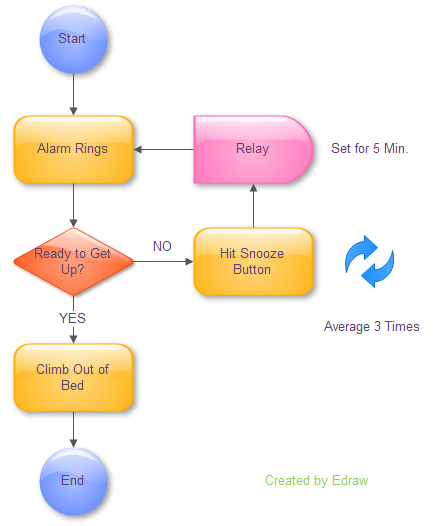 Start
Alarm Rings
Relay
Set for 5 Min.
Ready to Get
Up?
NO
Hit Snooze
Button
Average 3 Times
YES
Climb Out of
Bed
End
Created by Edraw